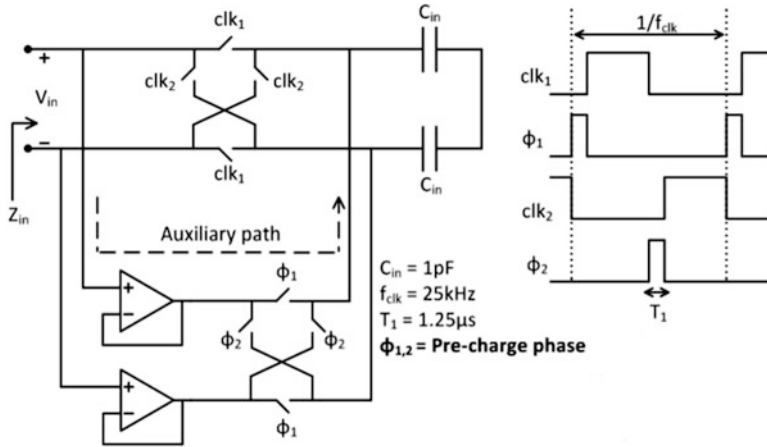 clk₁
C_in
1/f_clk
+
clk₂
clk₂
clk₁
V_in
ϕ₁
−
clk₁
C_in
clk₂
Z_in
Auxiliary path
ϕ₁
C_in = 1pF
f_clk = 25kHz
T₁ = 1.25μs
ϕ₁,₂ = Pre-charge phase
ϕ₂
+
−
ϕ₂
ϕ₂
T₁
+
−
ϕ₁